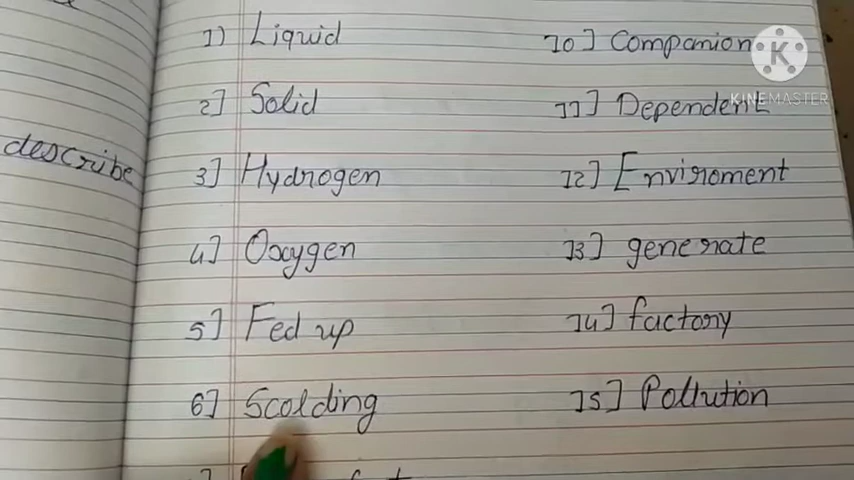 describe
1) Liquid
2] Solid
3] Hydrogen
4] Oxygen
5] Fed up
6] Scolding
10] Companion
11] Dependent
12] Enviroment
13] generate
14] factory
15] Pollution
K
KINEMASTER